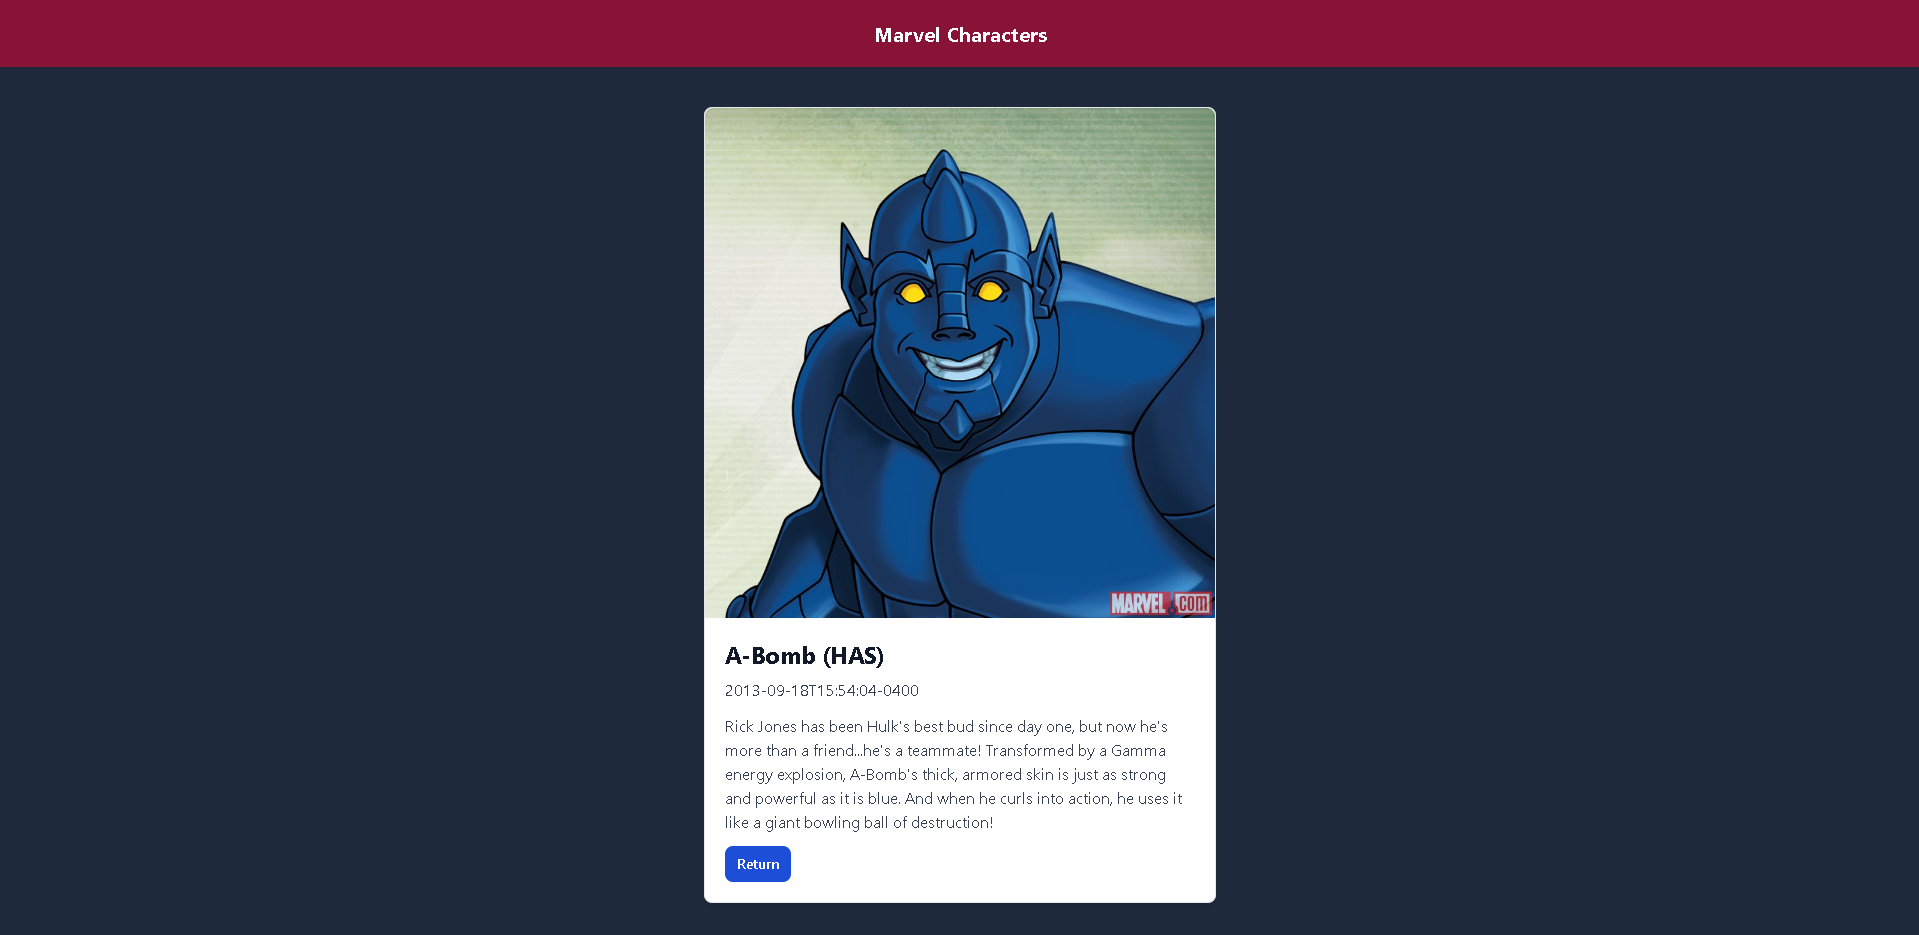 Marvel Characters
MARVEL.com
A-Bomb (HAS)
2013-09-18T15:54:04-0400
Rick Jones has been Hulk's best bud since day one, but now he's
more than a friend...he's a teammate! Transformed by a Gamma
energy explosion, A-Bomb's thick, armored skin is just as strong
and powerful as it is blue. And when he curls into action, he uses it
like a giant bowling ball of destruction!
Return